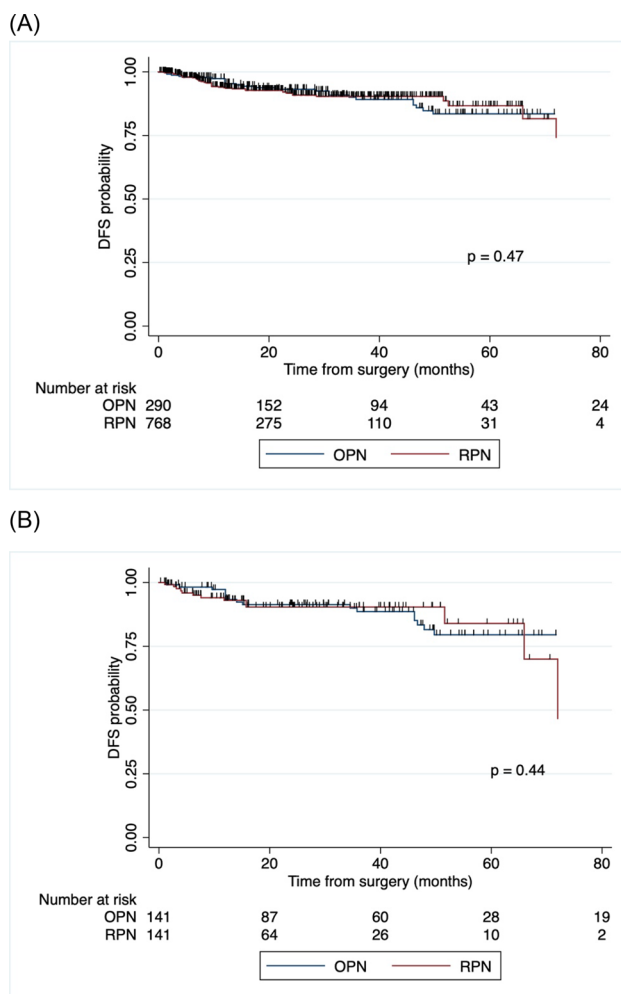 (A)
1.00
0.75
0.50
0.25
0.00
DFS probability
p = 0.47
0 20 40 60 80
Time from surgery (months)
Number at risk
OPN 290 152 94 43 24
RPN 768 275 110 31 4
OPN RPN
(B)
1.00
0.75
0.50
0.25
0.00
DFS probability
p = 0.44
0 20 40 60 80
Time from surgery (months)
Number at risk
OPN 141 87 60 28 19
RPN 141 64 26 10 2
OPN RPN